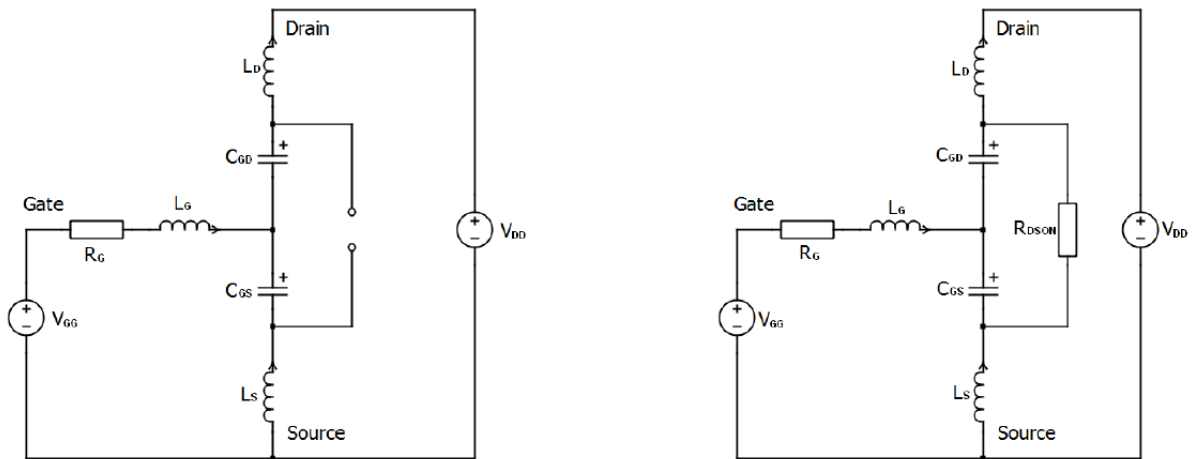 Drain
LD
CGD
+
Gate
LG
RG
VDD
+
−
CGS
+
VGG
+
−
LS
Source
Drain
LD
CGD
+
Gate
LG
RG
RDSON
VDD
+
−
CGS
+
VGG
+
−
LS
Source